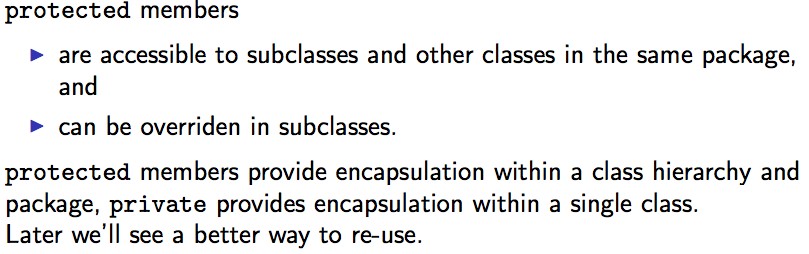 protected members
are accessible to subclasses and other classes in the same package,
and
can be overriden in subclasses.
protected members provide encapsulation within a class hierarchy and
package, private provides encapsulation within a single class.
Later we'll see a better way to re-use.